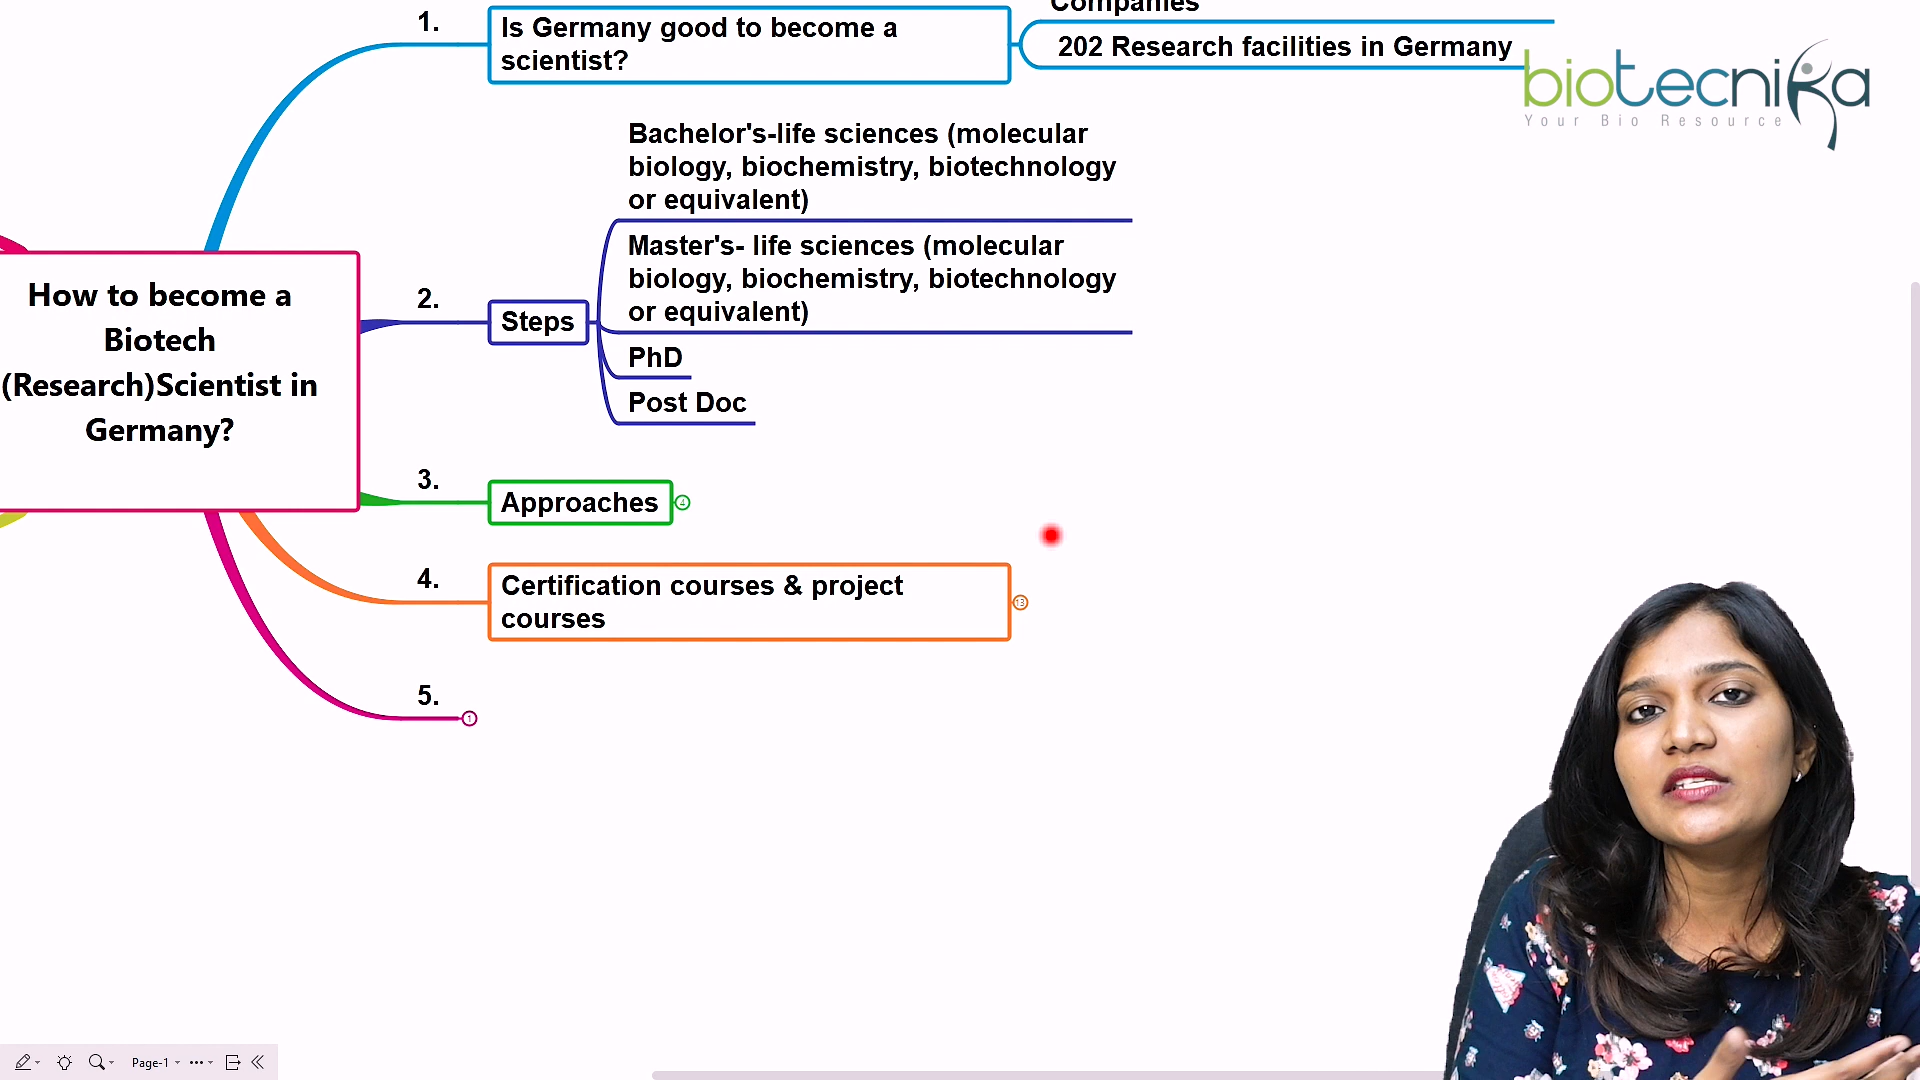 Companies
1.
Is Germany good to become a
scientist?
202 Research facilities in Germany
biotecnika
Your Bio Resource
Bachelor's-life sciences (molecular
biology, biochemistry, biotechnology
or equivalent)
Master's- life sciences (molecular
biology, biochemistry, biotechnology
or equivalent)
How to become a
Biotech
(Research)Scientist in
Germany?
2.
Steps
PhD
Post Doc
3.
Approaches
4
4.
Certification courses & project
courses
13
5.
1
Page-1